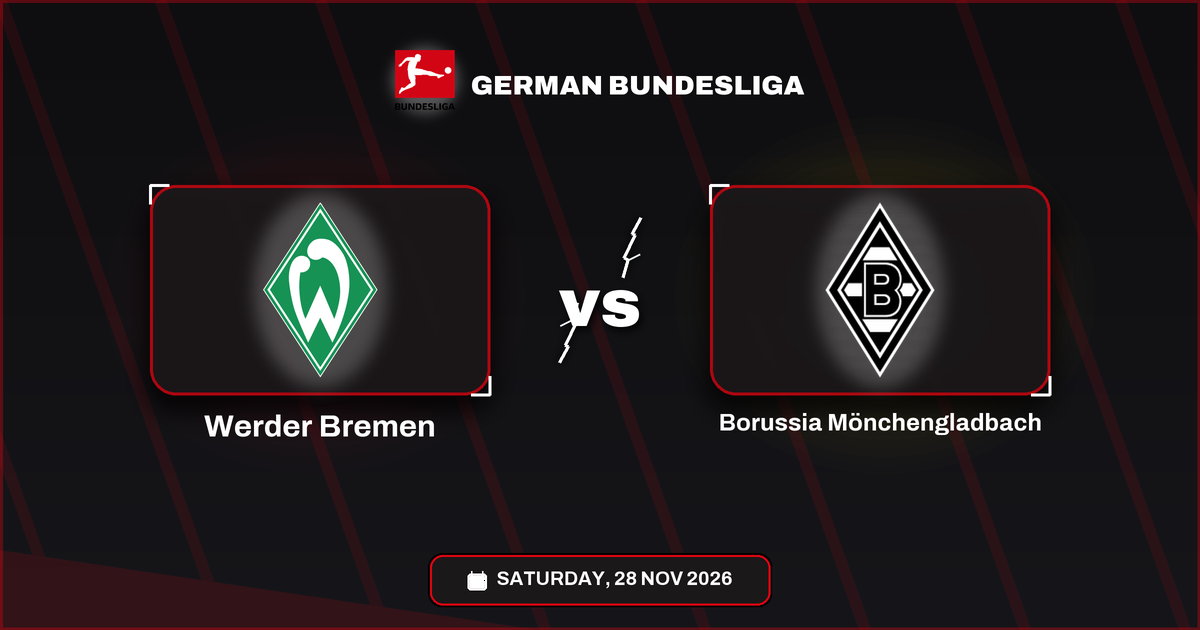 BUNDESLIGA
GERMAN BUNDESLIGA
VS
B
Werder Bremen
Borussia Mönchengladbach
SATURDAY, 28 NOV 2026